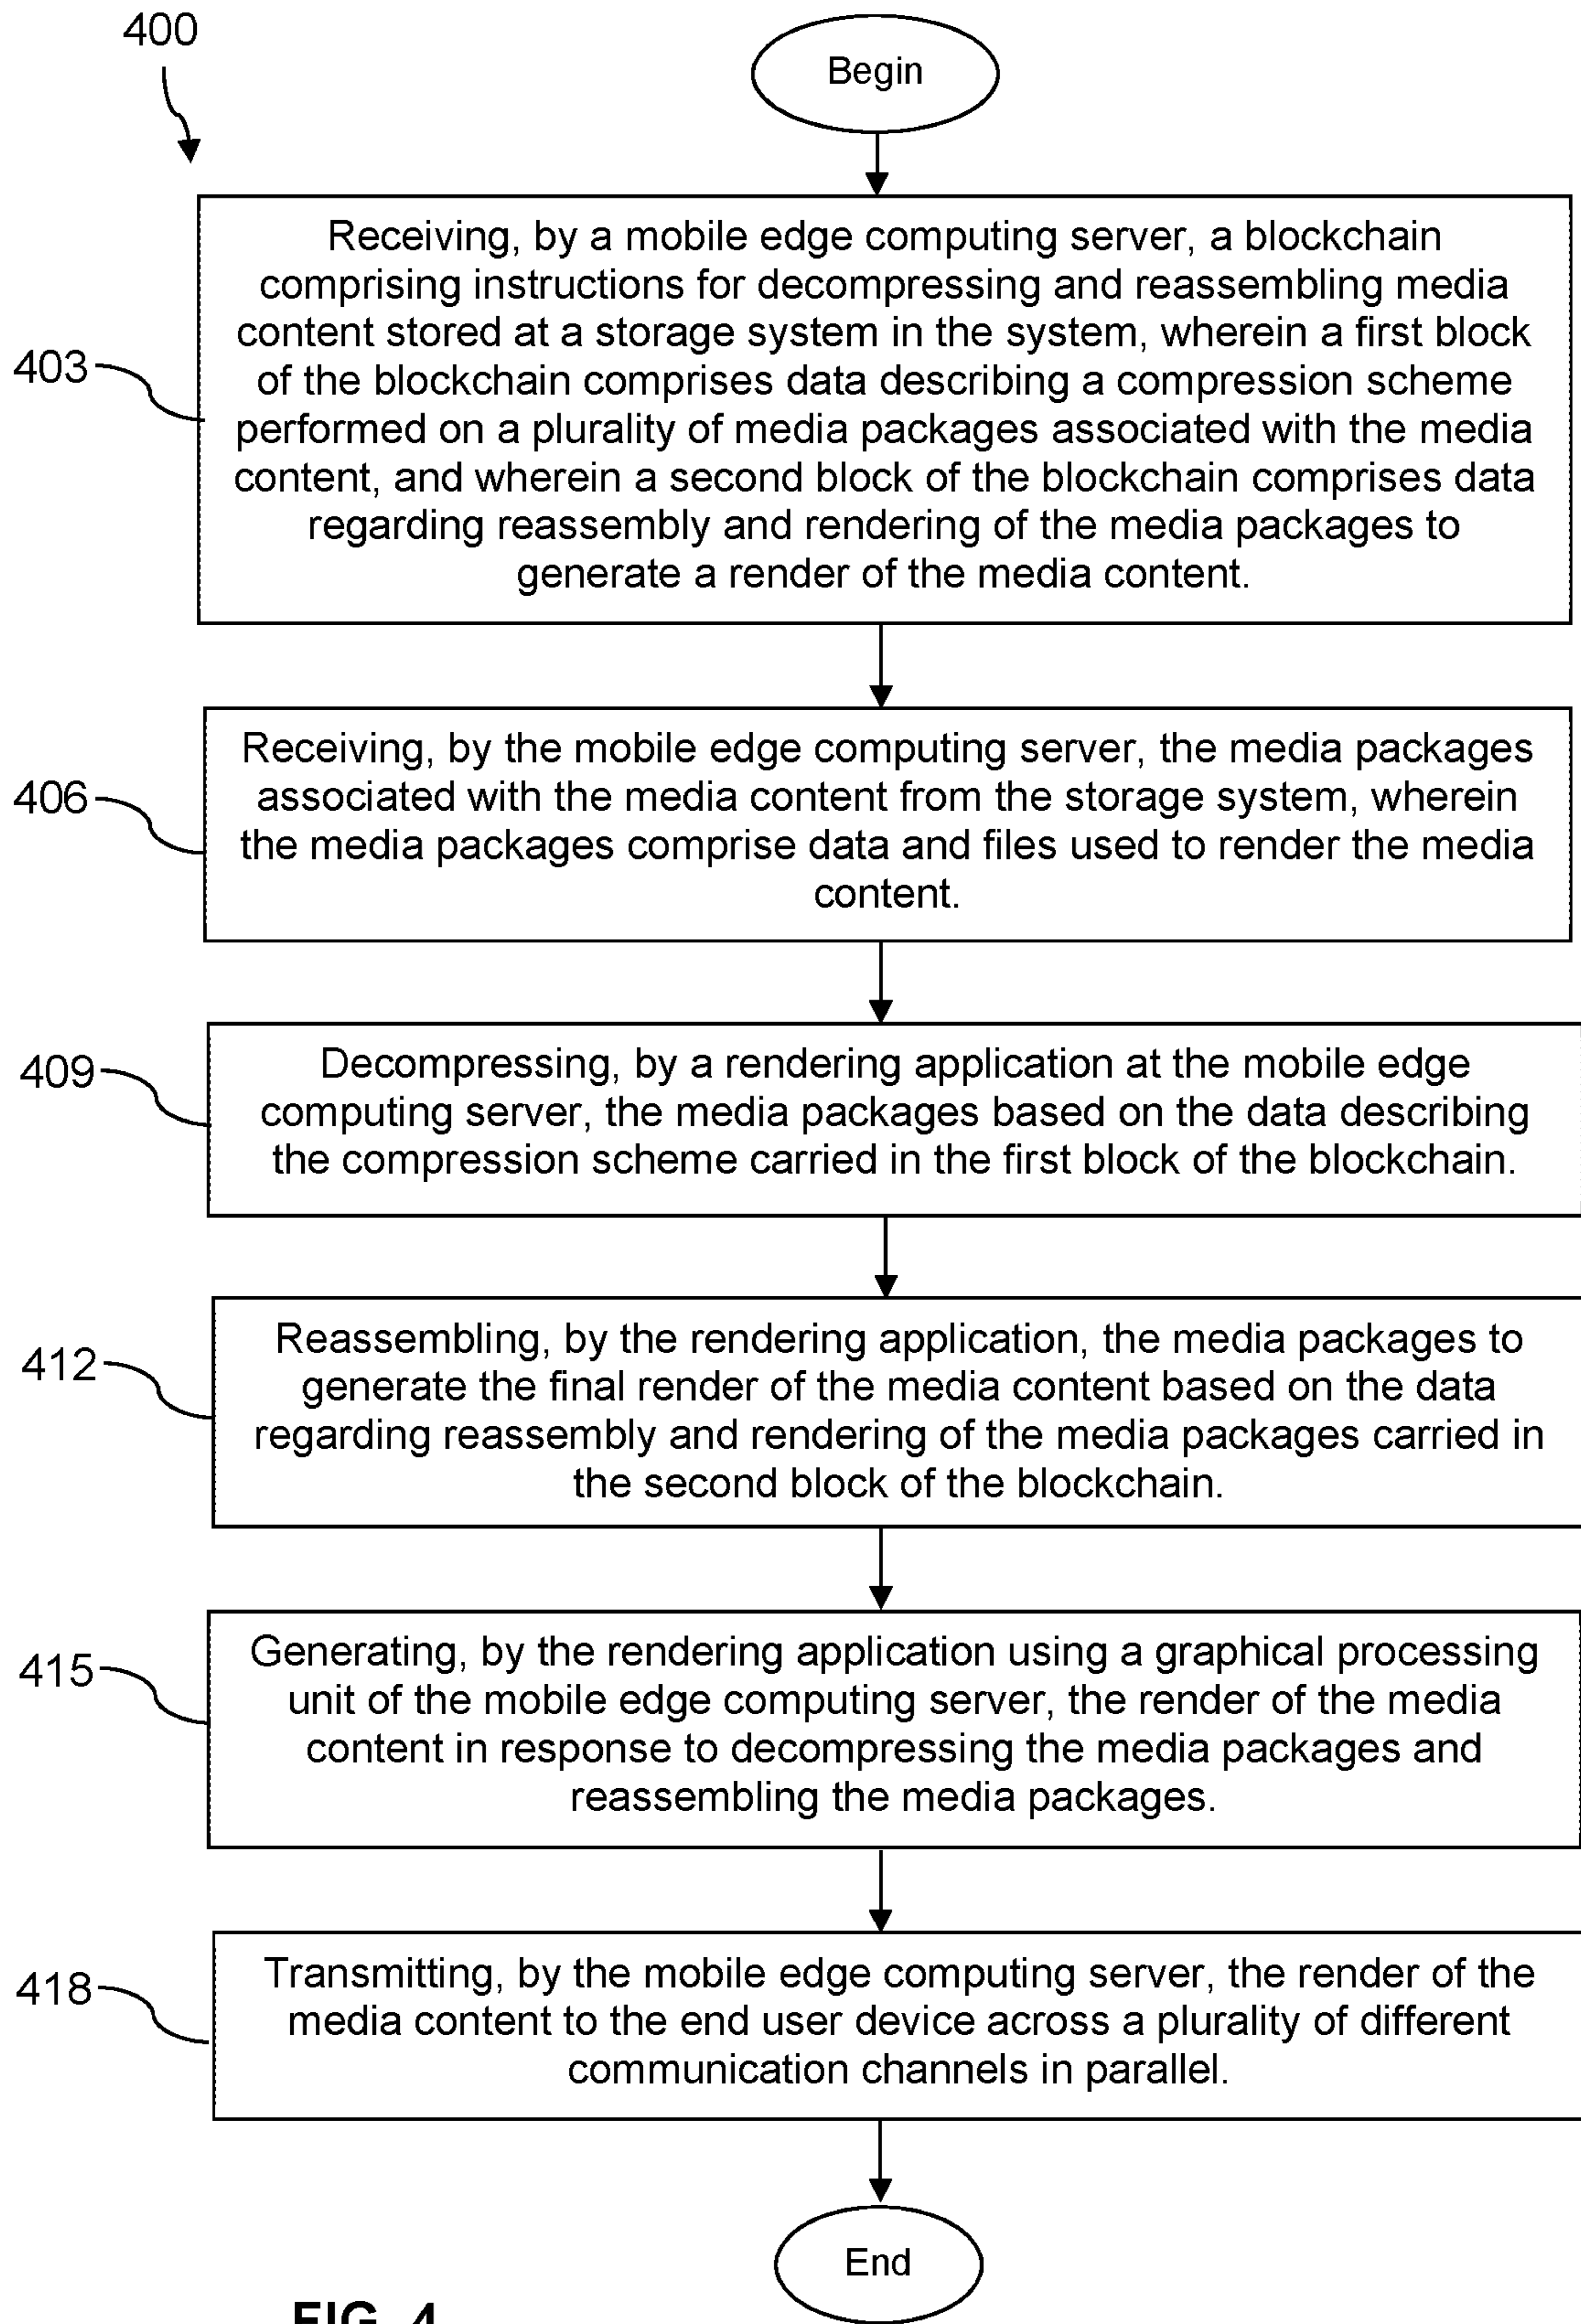 400
Begin
403
Receiving, by a mobile edge computing server, a blockchain
comprising instructions for decompressing and reassembling media
content stored at a storage system in the system, wherein a first block
of the blockchain comprises data describing a compression scheme
performed on a plurality of media packages associated with the media
content, and wherein a second block of the blockchain comprises data
regarding reassembly and rendering of the media packages to
generate a render of the media content.
406
Receiving, by the mobile edge computing server, the media packages
associated with the media content from the storage system, wherein
the media packages comprise data and files used to render the media
content.
409
Decompressing, by a rendering application at the mobile edge
computing server, the media packages based on the data describing
the compression scheme carried in the first block of the blockchain.
412
Reassembling, by the rendering application, the media packages to
generate the final render of the media content based on the data
regarding reassembly and rendering of the media packages carried in
the second block of the blockchain.
415
Generating, by the rendering application using a graphical processing
unit of the mobile edge computing server, the render of the media
content in response to decompressing the media packages and
reassembling the media packages.
418
Transmitting, by the mobile edge computing server, the render of the
media content to the end user device across a plurality of different
communication channels in parallel.
End
FIG. 4